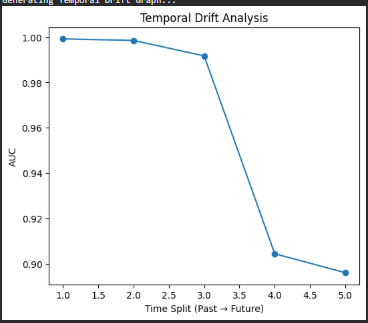 Generating Temporal Drift Graph...
Temporal Drift Analysis
1.00
0.98
0.96
0.94
0.92
0.90
AUC
1.0 1.5 2.0 2.5 3.0 3.5 4.0 4.5 5.0
Time Split (Past → Future)